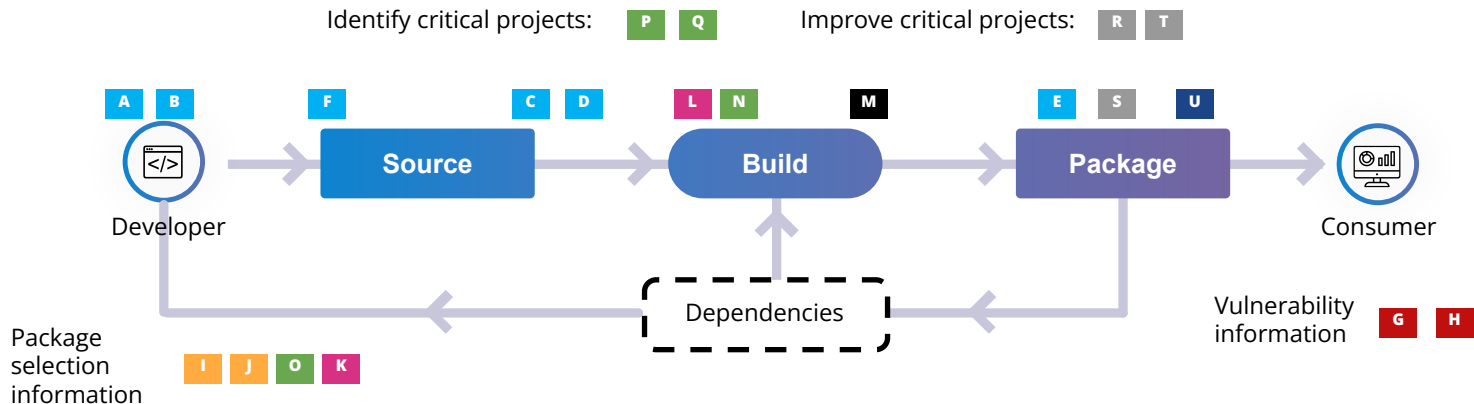 Identify critical projects: P Q Improve critical projects: R T
A B F C D L N M E S U
</> Source Build Package
Developer Consumer
Dependencies
Vulnerability
information G H
Package
selection
information I J O K